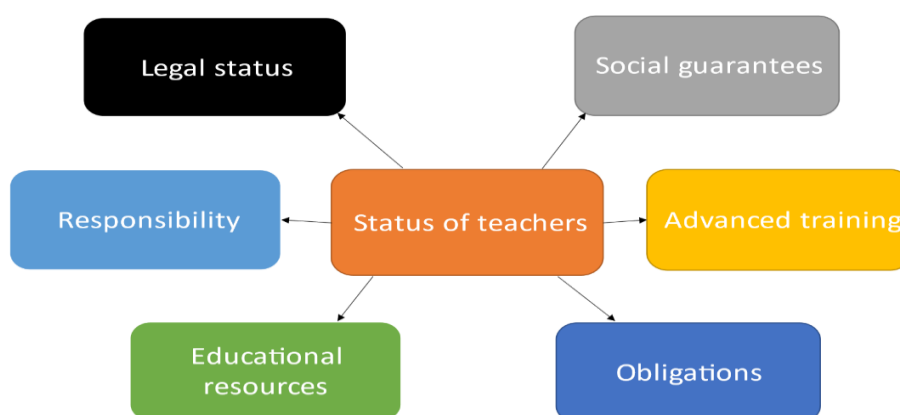 Legal status
Social guarantees
Responsibility
Status of teachers
Advanced training
Educational
resources
Obligations